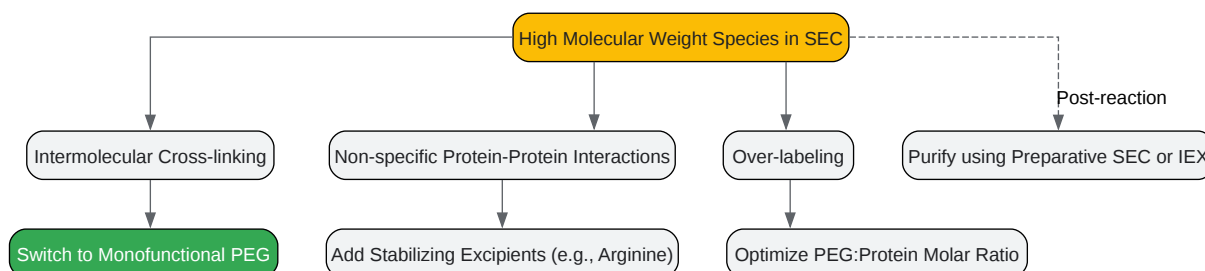 High Molecular Weight Species in SEC
Post-reaction
Intermolecular Cross-linking
Non-specific Protein-Protein Interactions
Over-labeling
Purify using Preparative SEC or IEX
Switch to Monofunctional PEG
Add Stabilizing Excipients (e.g., Arginine)
Optimize PEG:Protein Molar Ratio